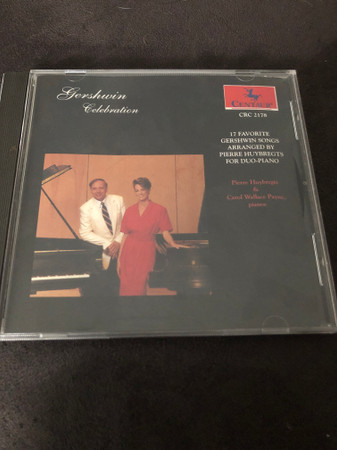 Gershwin
Celebration
CENTAUR
CRC 2178
17 FAVORITE
GERSHWIN SONGS
ARRANGED BY
PIERRE HUYBREGTS
FOR DUO-PIANO
Pierre Huybregts
&
Carol Wallace
pianos